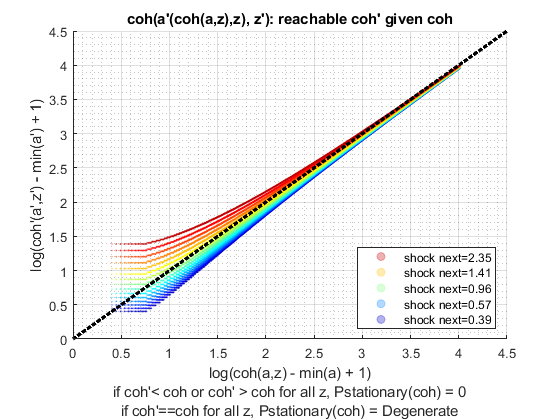 coh(a'(coh(a,z),z), z'): reachable coh' given coh
4.5
4
3.5
3
2.5
2
1.5
1
0.5
0
log(coh'(a',z') - min(a') + 1)
shock next=2.35
shock next=1.41
shock next=0.96
shock next=0.57
shock next=0.39
0 0.5 1 1.5 2 2.5 3 3.5 4 4.5
log(coh(a,z) - min(a) + 1)
if coh'< coh or coh' > coh for all z, Pstationary(coh) = 0
if coh'==coh for all z, Pstationary(coh) = Degenerate